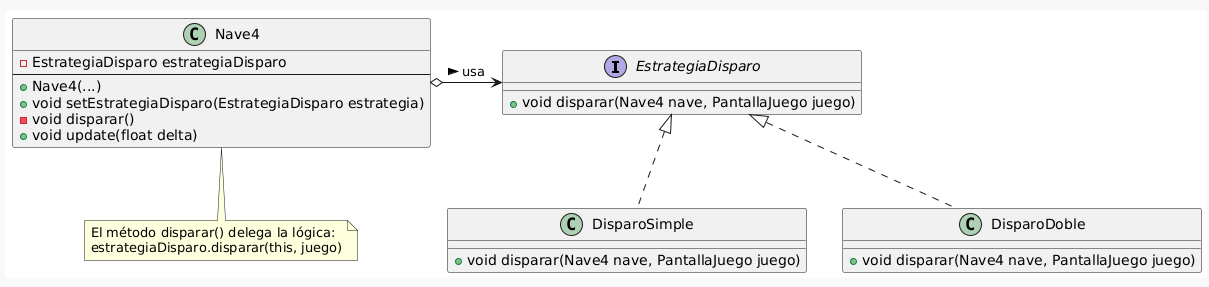 C Nave4
EstrategiaDisparo estrategiaDisparo
Nave4(...)
void setEstrategiaDisparo(EstrategiaDisparo estrategia)
void disparar()
void update(float delta)
usa
I EstrategiaDisparo
void disparar(Nave4 nave, PantallaJuego juego)
El método disparar() delega la lógica:
estrategiaDisparo.disparar(this, juego)
C DisparoSimple
void disparar(Nave4 nave, PantallaJuego juego)
C DisparoDoble
void disparar(Nave4 nave, PantallaJuego juego)